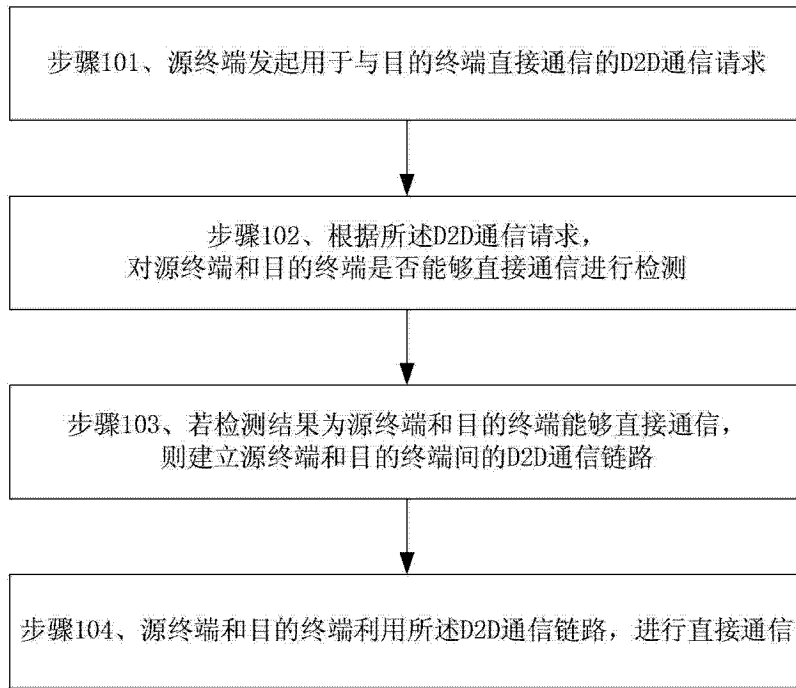 步骤101、源终端发起用于与目的终端直接通信的D2D通信请求
步骤102、根据所述D2D通信请求，
对源终端和目的终端是否能够直接通信进行检测
步骤103、若检测结果为源终端和目的终端能够直接通信，
则建立源终端和目的终端间的D2D通信链路
步骤104、源终端和目的终端利用所述D2D通信链路，进行直接通信